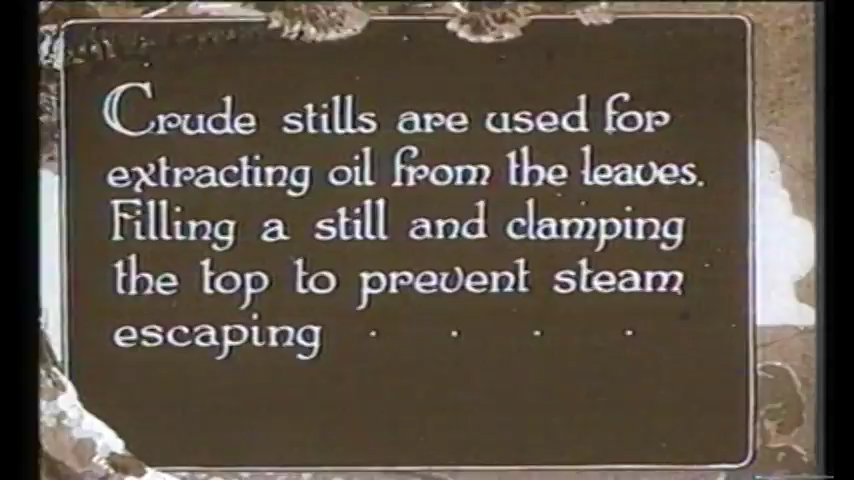 Crude stills are used for
extracting oil from the leaves.
Filling a still and clamping
the top to prevent steam
escaping . . . .